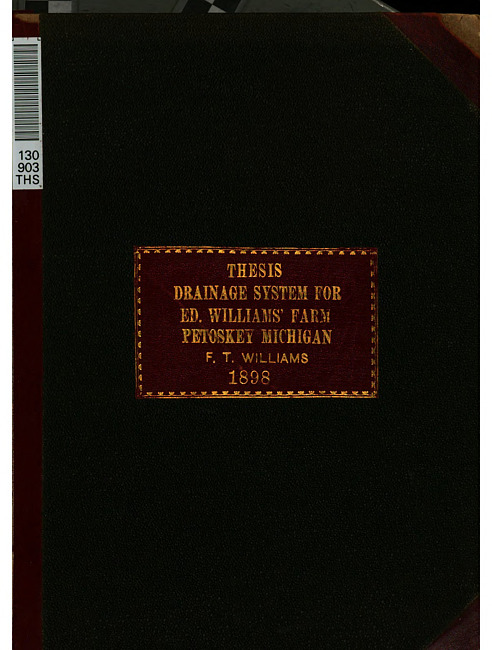 130
903
THS
THESIS
DRAINAGE SYSTEM FOR
ED. WILLIAMS' FARM
PETOSKEY MICHIGAN
F. T. WILLIAMS
1898